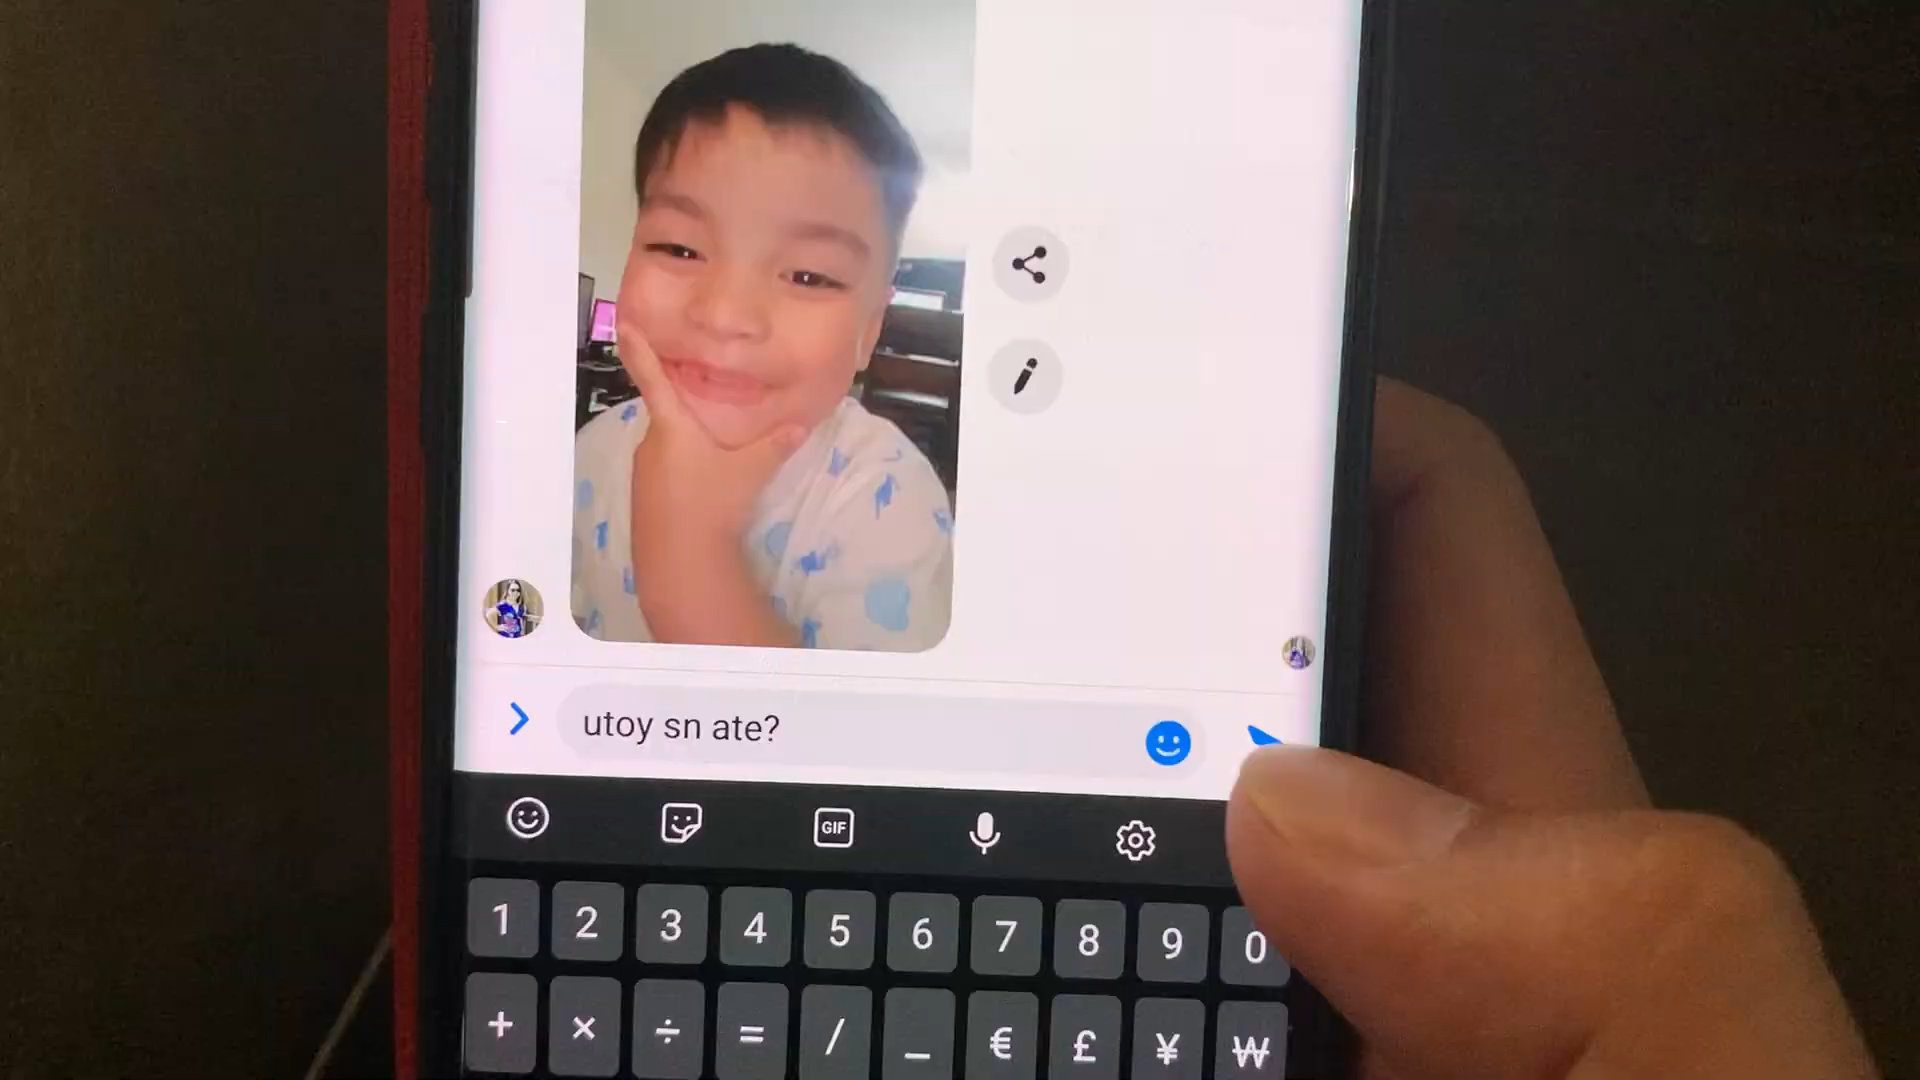 utoy sn ate?
GIF
1 2 3 4 5 6 7 8 9 0
+ × ÷ = / _ € £ ¥ ₩